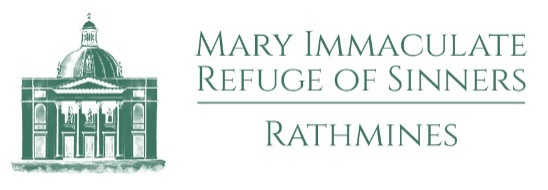 Mary Immaculate
Refuge of Sinners
Rathmines